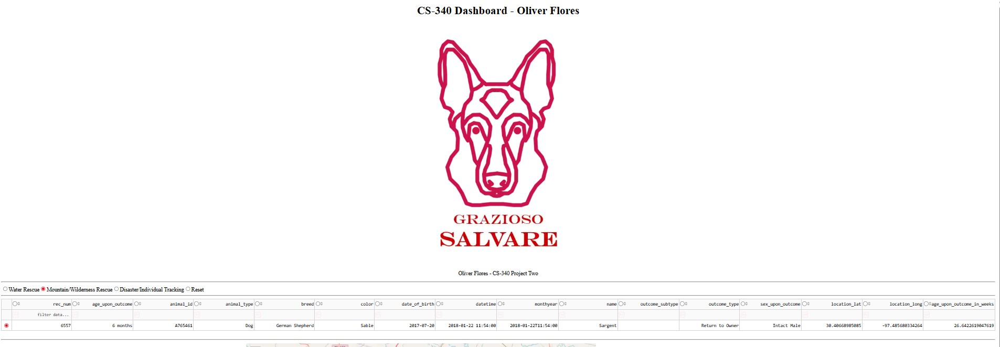 CS-340 Dashboard - Oliver Flores
GRAZIOSO
SALVARE
Oliver Flores - CS-340 Project Two
Water Rescue Mountain/Wilderness Rescue Disaster/Individual Tracking Reset
rec_num age_upon_outcome animal_id animal_type breed color date_of_birth datetime monthyear name outcome_subtype outcome_type sex_upon_outcome location_lat location_long age_upon_outcome_in_weeks
filter data...
6557 6 months A765461 Dog German Shepherd Sable 2017-07-20 2018-01-22 11:54:00 2018-01-22T11:54:00 Sargent Return to Owner Intact Male 30.40668985085 -97.485680334264 26.6422619047619